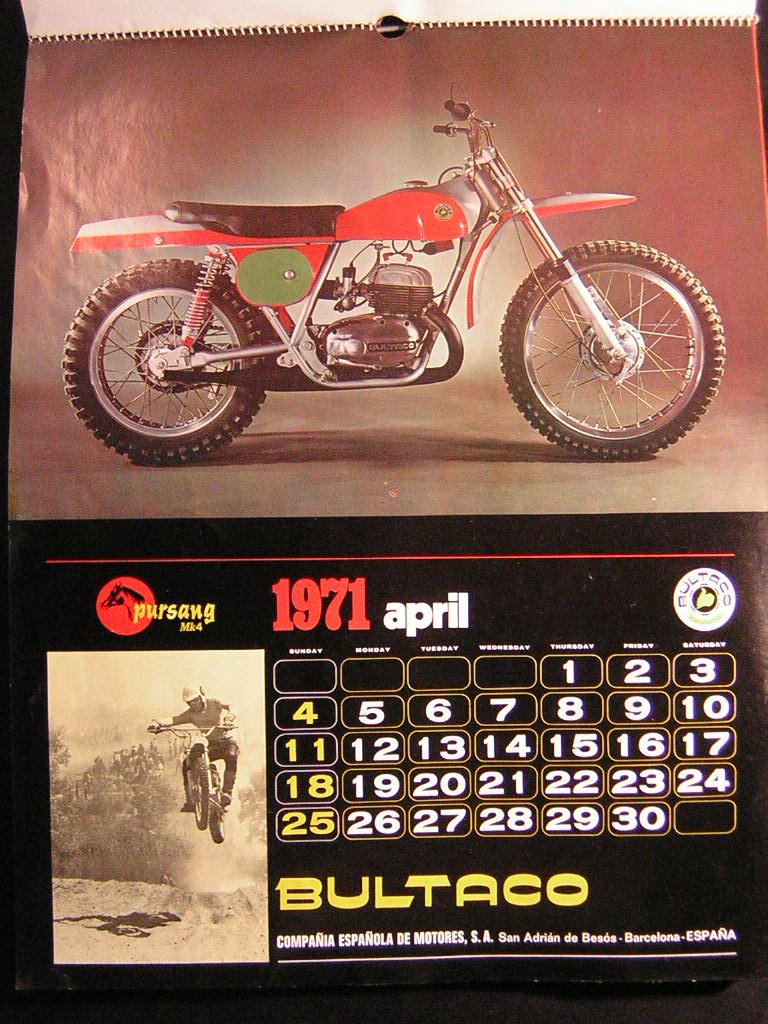 BULTACO
pursang
Mk4
1971 april
BULTACO
SUNDAY MONDAY TUESDAY WEDNESDAY THURSDAY FRIDAY SATURDAY
1 2 3
4 5 6 7 8 9 10
11 12 13 14 15 16 17
18 19 20 21 22 23 24
25 26 27 28 29 30
BULTACO
COMPAÑIA ESPAÑOLA DE MOTORES, S.A. San Adrián de Besós - Barcelona - ESPAÑA